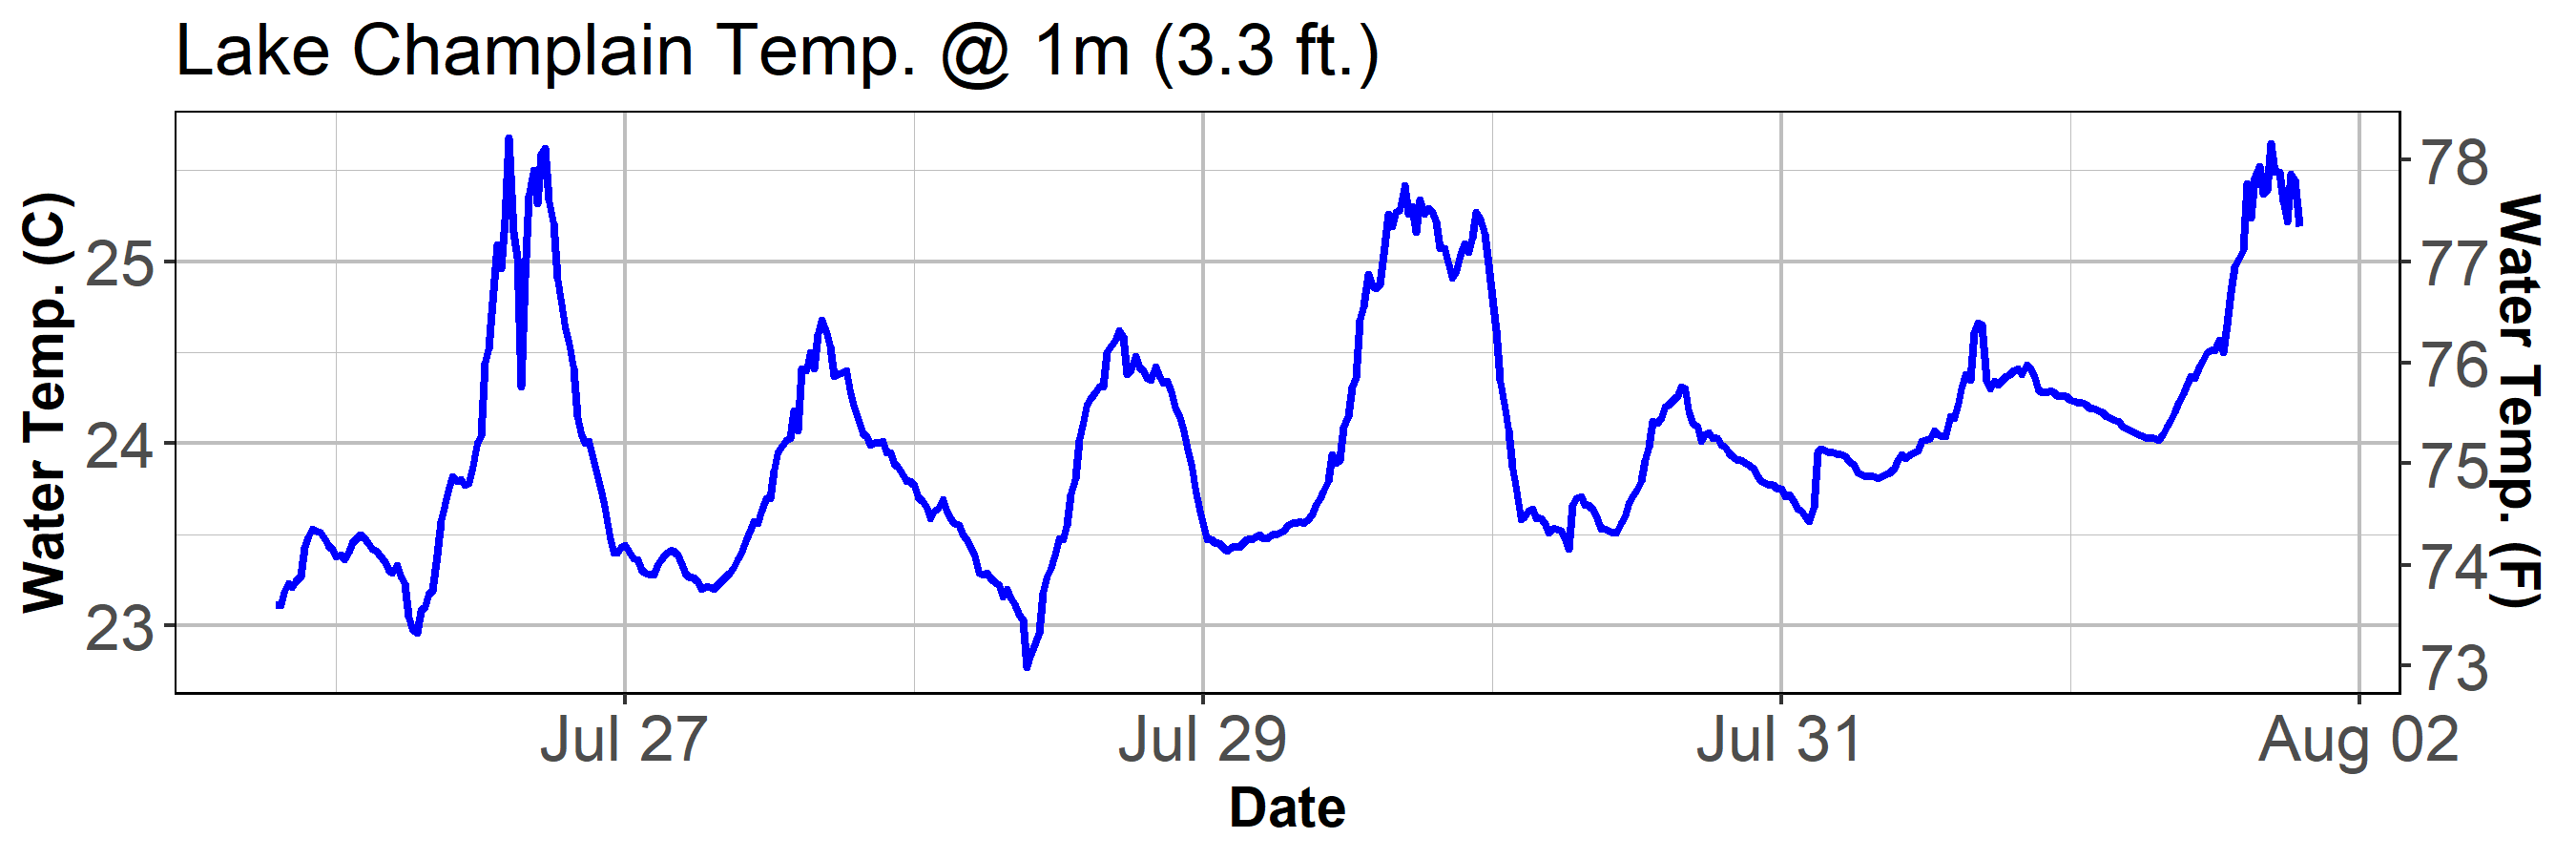 Lake Champlain Temp. @ 1m (3.3 ft.)
Water Temp. (C)
25
24
23
78
77
76
75
74
73
Water Temp. (F)
Jul 27 Jul 29 Jul 31 Aug 02
Date